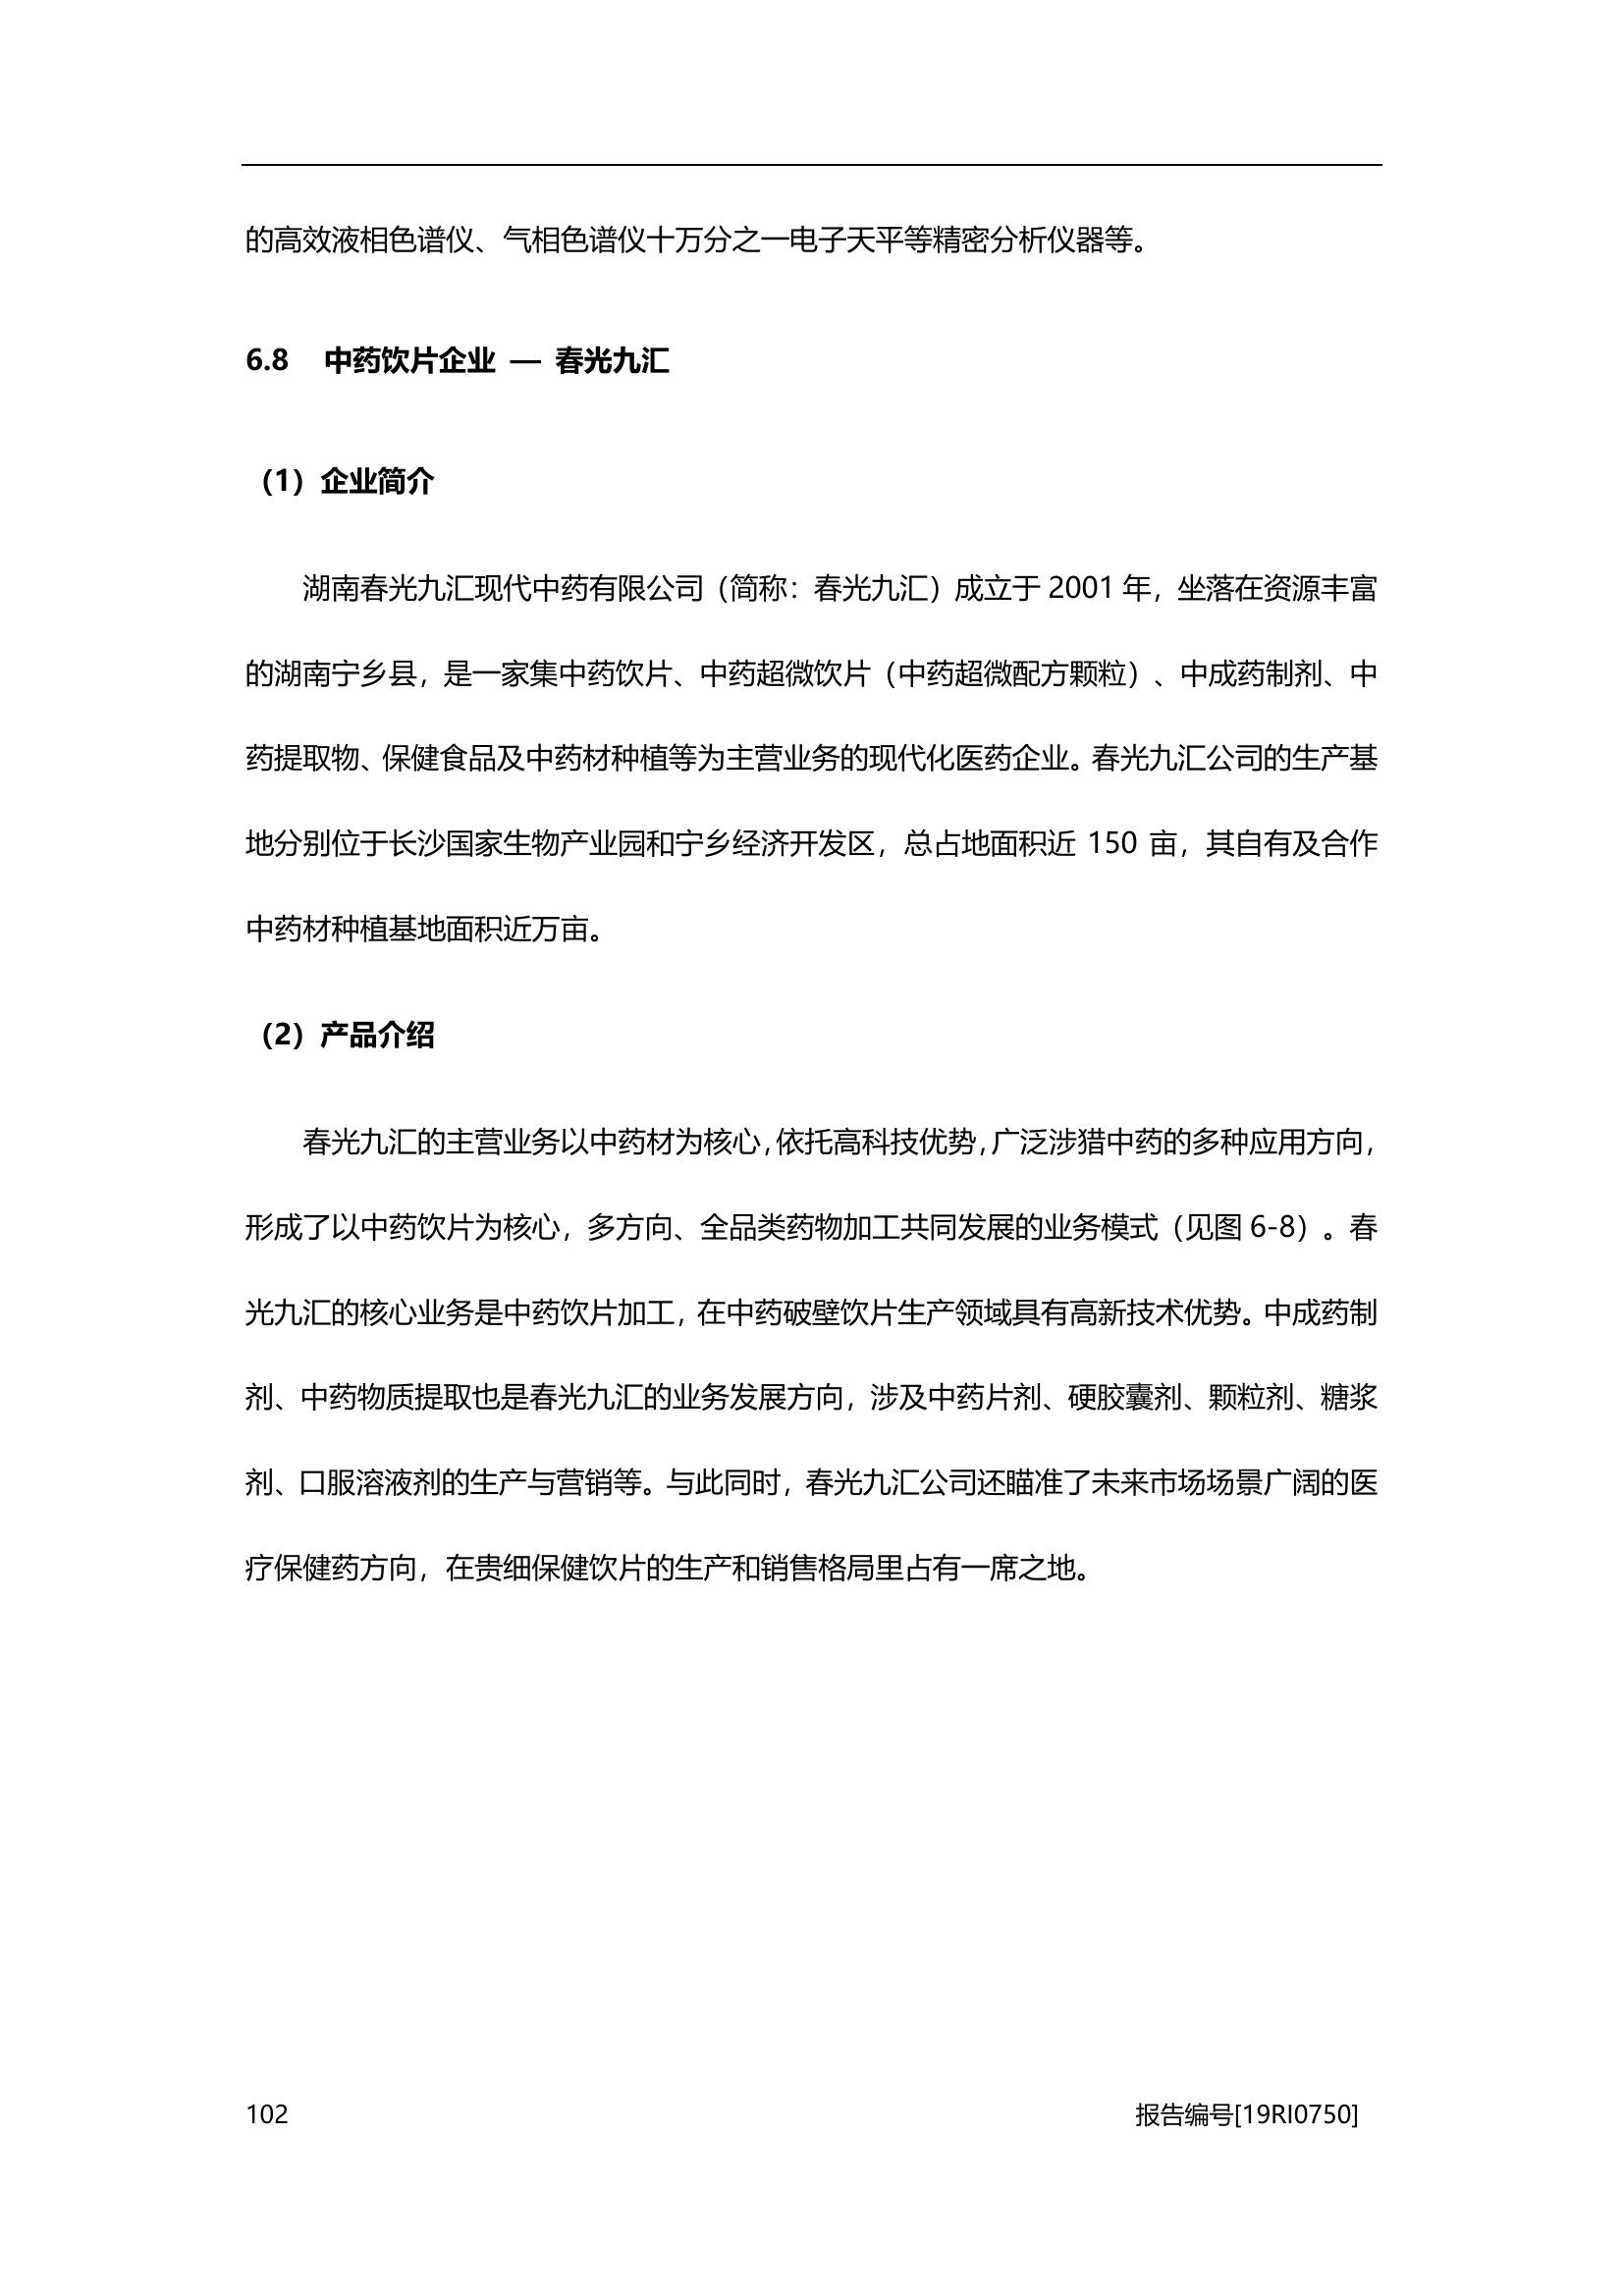 的高效液相色谱仪、气相色谱仪十万分之一电子天平等精密分析仪器等。
6.8 中药饮片企业 — 春光九汇
（1）企业简介
湖南春光九汇现代中药有限公司（简称：春光九汇）成立于 2001 年，坐落在资源丰富
的湖南宁乡县，是一家集中药饮片、中药超微饮片（中药超微配方颗粒）、中成药制剂、中
药提取物、保健食品及中药材种植等为主营业务的现代化医药企业。春光九汇公司的生产基
地分别位于长沙国家生物产业园和宁乡经济开发区，总占地面积近 150 亩，其自有及合作
中药材种植基地面积近万亩。
（2）产品介绍
春光九汇的主营业务以中药材为核心，依托高科技优势，广泛涉猎中药的多种应用方向，
形成了以中药饮片为核心，多方向、全品类药物加工共同发展的业务模式（见图 6-8）。春
光九汇的核心业务是中药饮片加工，在中药破壁饮片生产领域具有高新技术优势。中成药制
剂、中药物质提取也是春光九汇的业务发展方向，涉及中药片剂、硬胶囊剂、颗粒剂、糖浆
剂、口服溶液剂的生产与营销等。与此同时，春光九汇公司还瞄准了未来市场场景广阔的医
疗保健药方向，在贵细保健饮片的生产和销售格局里占有一席之地。
102 报告编号[19RI0750]